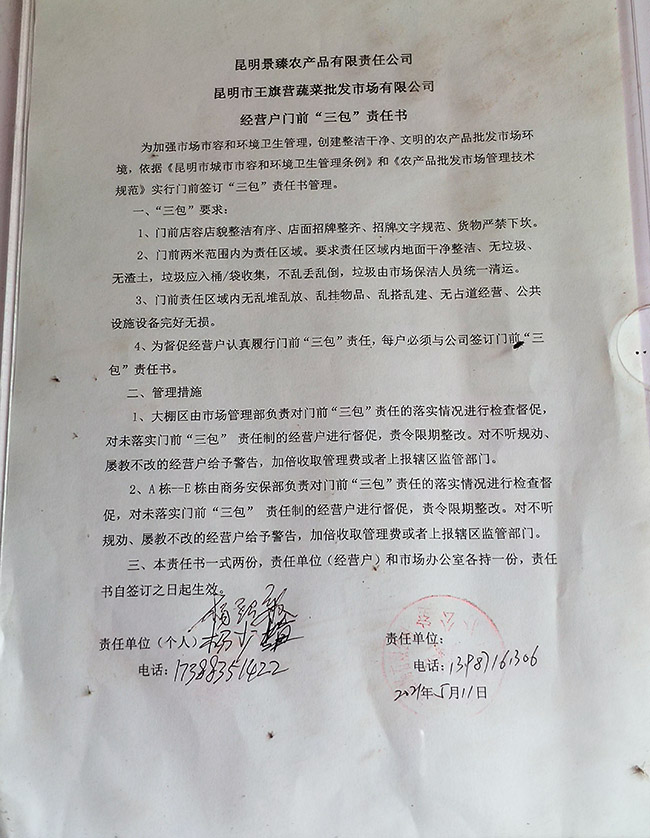 昆明景臻农产品有限责任公司
昆明市王旗营蔬菜批发市场有限公司
经营户门前“三包”责任书
为加强市场市容和环境卫生管理，创建整洁干净、文明的农产品批发市场环
境，依据《昆明市城市市容和环境卫生管理条例》和《农产品批发市场管理技术
规范》实行门前签订“三包”责任书管理。
一、“三包”要求：
1、门前店容店貌整洁有序、店面招牌整齐、招牌文字规范、货物严禁下坎。
2、门前两米范围内为责任区域。要求责任区域内地面干净整洁、无垃圾、
无渣土，垃圾应入桶/袋收集，不乱丢乱倒，垃圾由市场保洁人员统一清运。
3、门前责任区域内无乱堆乱放、乱挂物品、乱搭乱建、无占道经营、公共
设施设备完好无损。
4、为督促经营户认真履行门前“三包”责任，每户必须与公司签订门前“三
包”责任书。
二、管理措施
1、大棚区由市场管理部负责对门前“三包”责任的落实情况进行检查督促，
对未落实门前“三包” 责任制的经营户进行督促，责令限期整改。对不听规劝、
屡教不改的经营户给予警告，加倍收取管理费或者上报辖区监管部门。
2、A 栋--E 栋由商务安保部负责对门前“三包”责任的落实情况进行检查督
促，对未落实门前“三包” 责任制的经营户进行督促，责令限期整改。对不听
规劝、屡教不改的经营户给予警告，加倍收取管理费或者上报辖区监管部门。
三、本责任书一式两份，责任单位（经营户）和市场办公室各持一份，责任
书自签订之日起生效。
责任单位（个人） 责任单位：
电话：17388351422 电话：13987161306
2021年5月11日